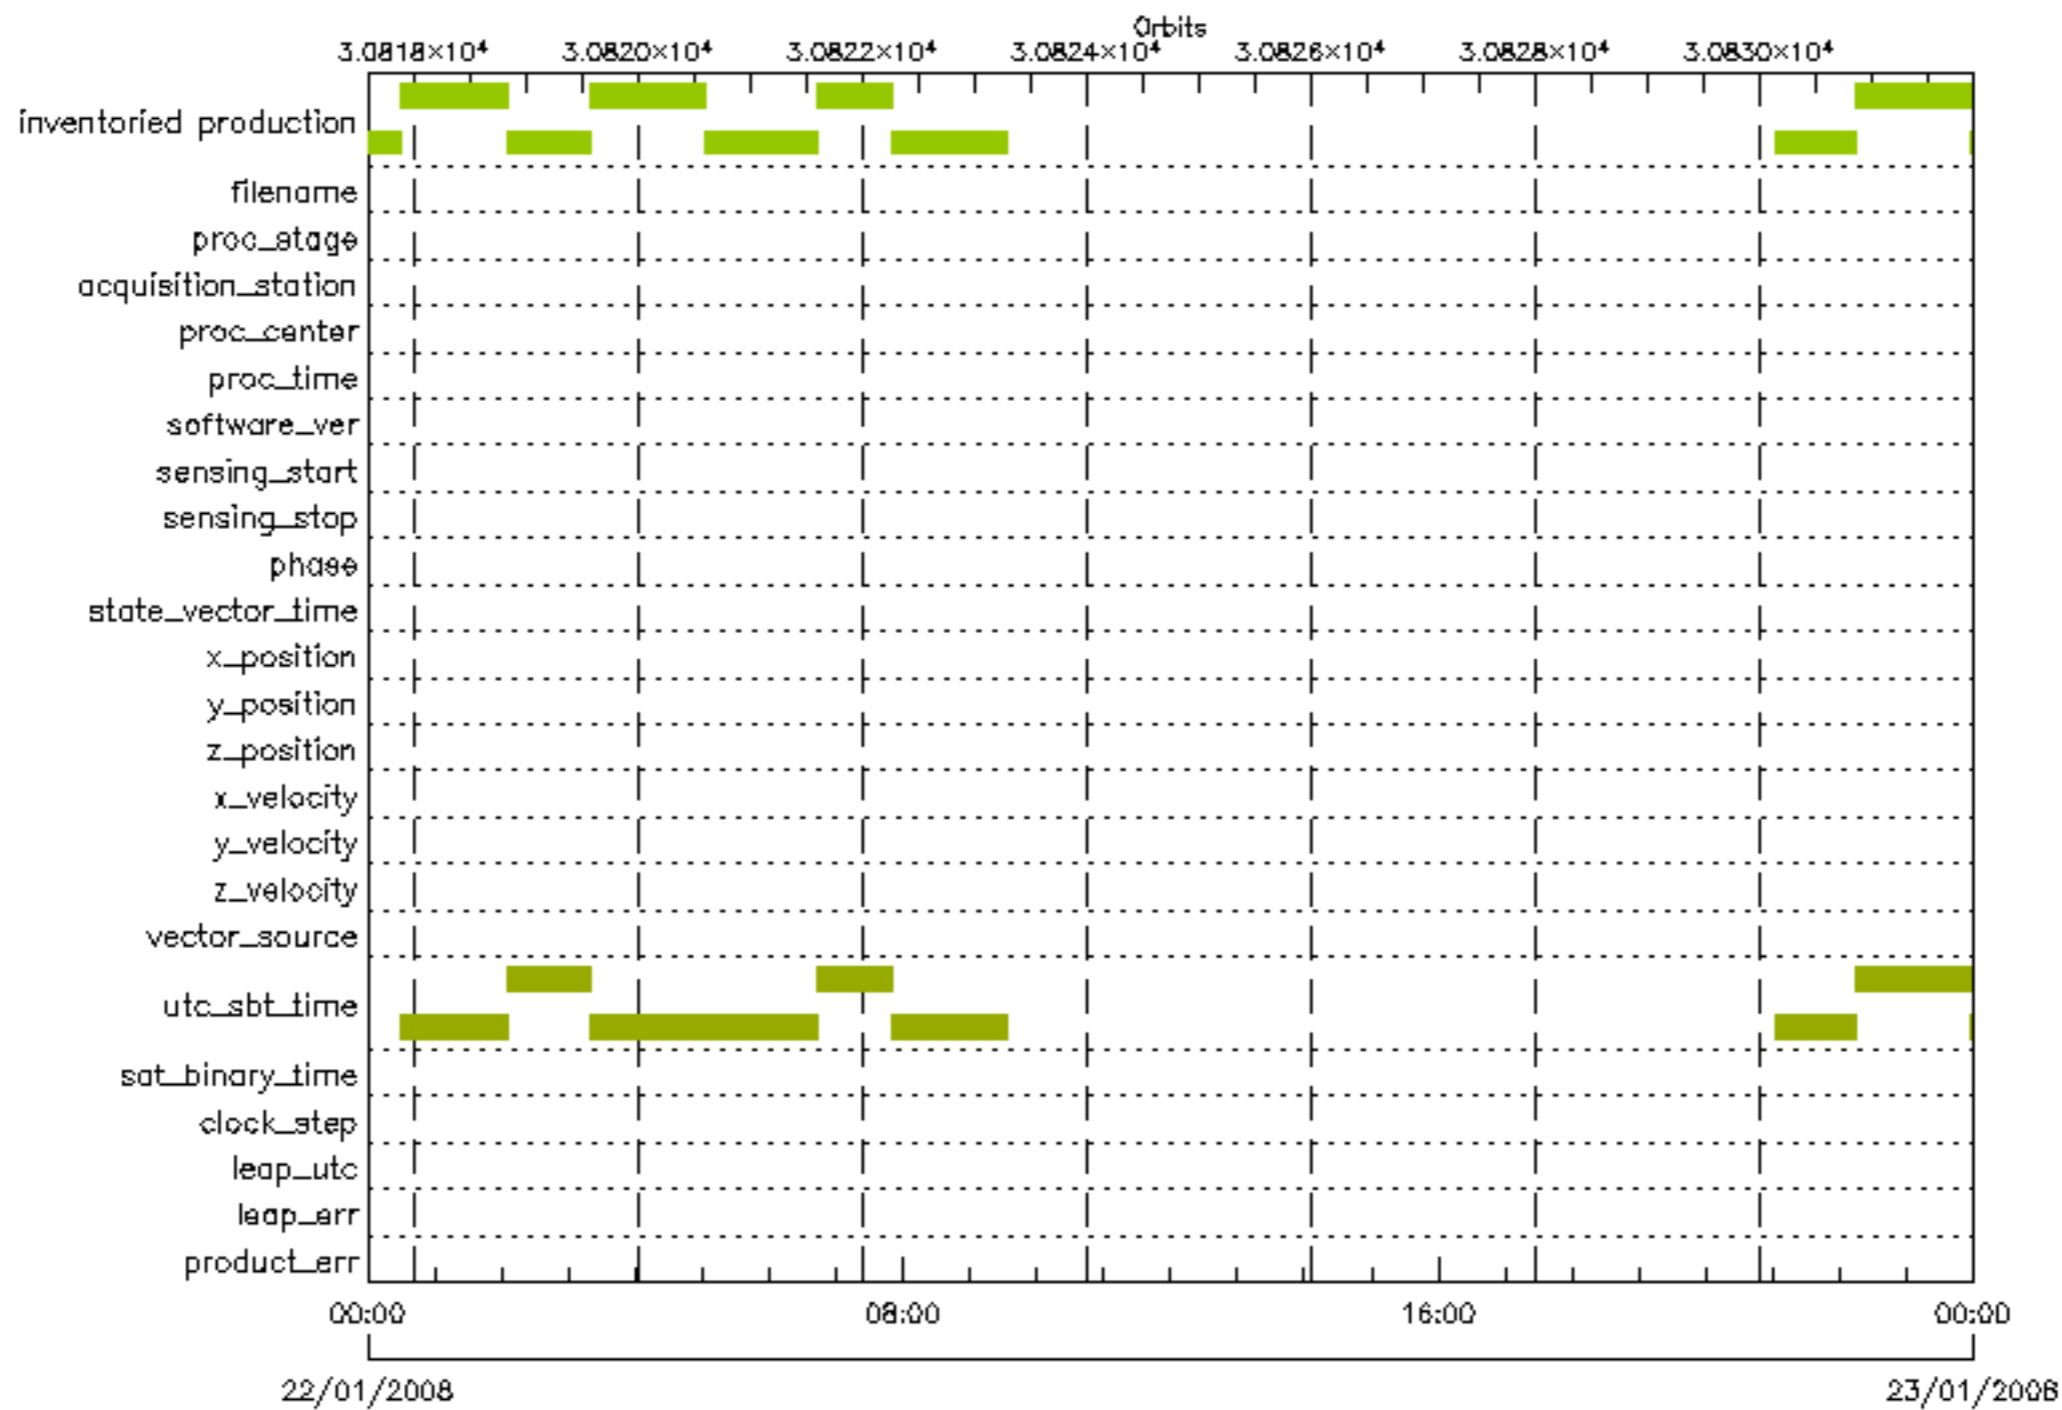 Orbits
3.0818×10⁴ 3.0820×10⁴ 3.0822×10⁴ 3.0824×10⁴ 3.0826×10⁴ 3.0828×10⁴ 3.0830×10⁴
inventoried production
filename
proc_stage
acquisition_station
proc_center
proc_time
software_ver
sensing_start
sensing_stop
phase
state_vector_time
x_position
y_position
z_position
x_velocity
y_velocity
z_velocity
vector_source
utc_sbt_time
sat_binary_time
clock_step
leap_utc
leap_err
product_err
00:00 08:00 16:00 00:00
22/01/2008 23/01/2008